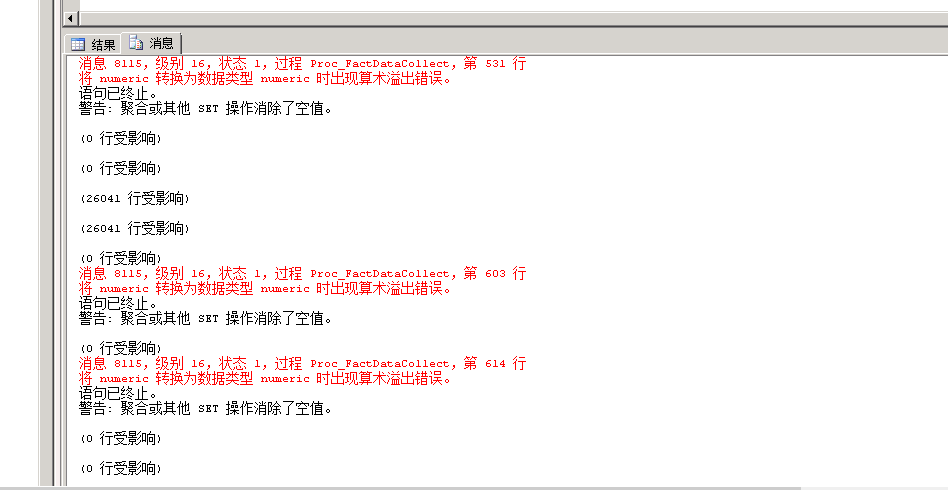 结果 消息
消息 8115，级别 16，状态 1，过程 Proc_FactDataCollect，第 531 行
将 numeric 转换为数据类型 numeric 时出现算术溢出错误。
语句已终止。
警告: 聚合或其他 SET 操作消除了空值。
(0 行受影响)
(0 行受影响)
(26041 行受影响)
(26041 行受影响)
(0 行受影响)
消息 8115，级别 16，状态 1，过程 Proc_FactDataCollect，第 603 行
将 numeric 转换为数据类型 numeric 时出现算术溢出错误。
语句已终止。
警告: 聚合或其他 SET 操作消除了空值。
(0 行受影响)
消息 8115，级别 16，状态 1，过程 Proc_FactDataCollect，第 614 行
将 numeric 转换为数据类型 numeric 时出现算术溢出错误。
语句已终止。
警告: 聚合或其他 SET 操作消除了空值。
(0 行受影响)
(0 行受影响)